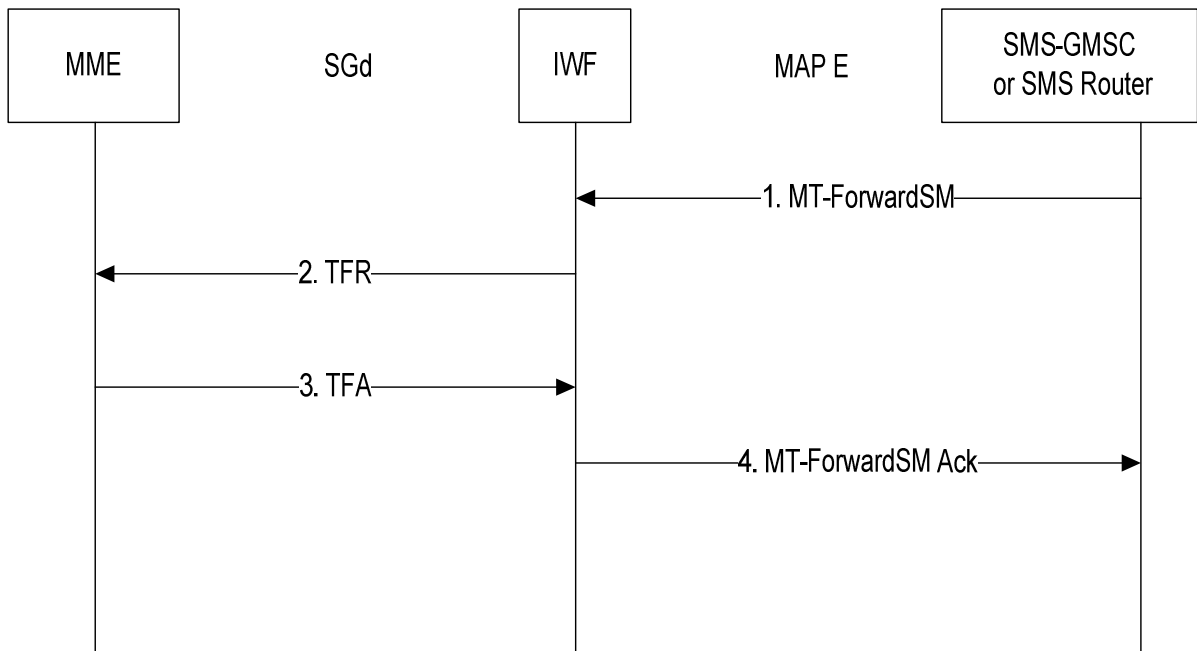 MME
SGd
IWF
MAP E
SMS-GMSC
or SMS Router
1. MT-ForwardSM
2. TFR
3. TFA
4. MT-ForwardSM Ack